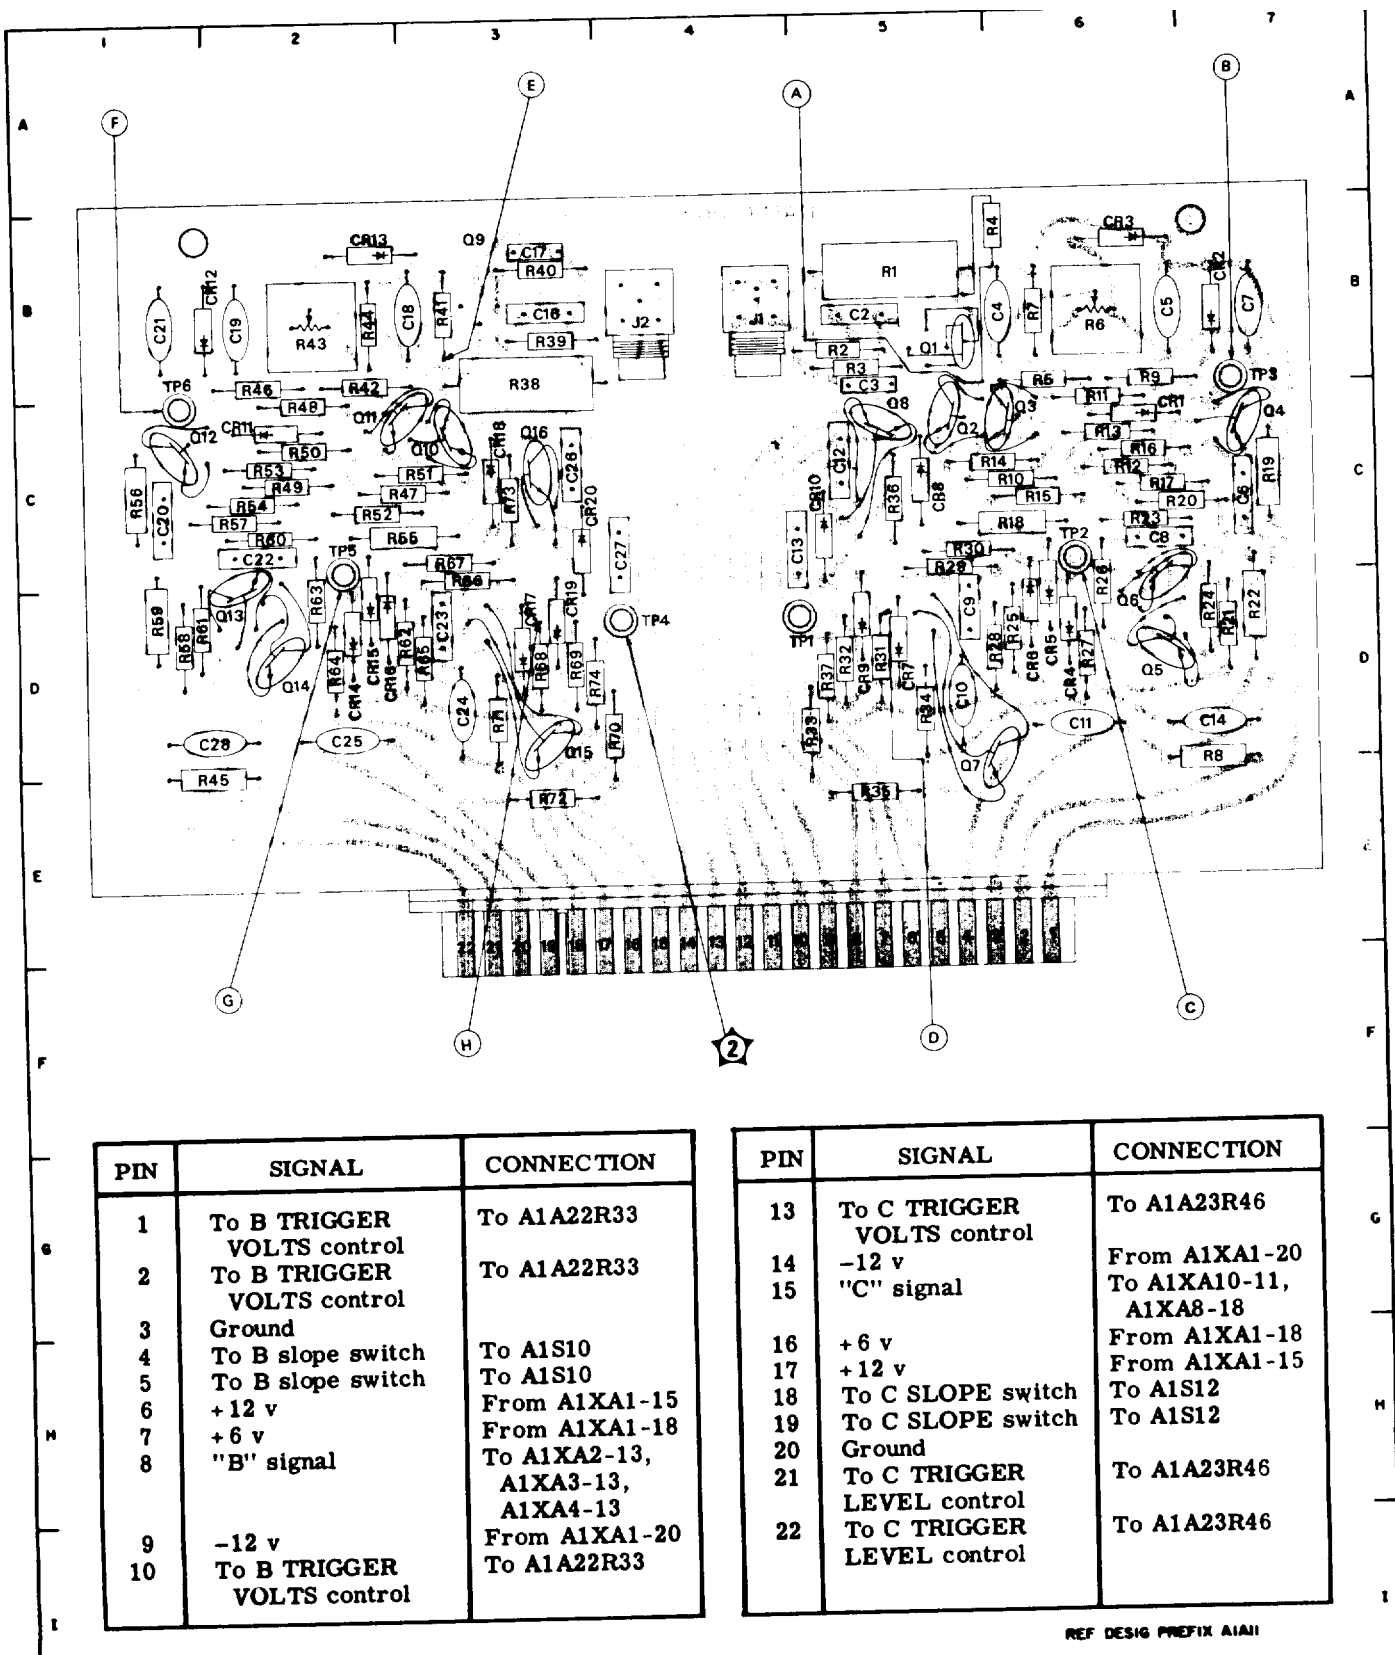 1 2 3 5 6 7
A A
B B
C C
D D
E
F F
G G
H H
I I
F E A B
Q9 C17 R40 CR13 R4 CR3
CR12 C21 C19 R43 R44 C18 R41 C16 R39 J2 J1 R1 C2 R2 R3 C3 Q1 C4 R7 R6 C5 CR2 C7
TP6 R46 R42 R38 R5 R9 TP3
R48 Q11 Q8 Q3 R11 CR1 Q4
Q12 CR11 Q10 CR18 Q16 Q2 R13
R50 C26 C12 R16
R53 R51 R14 R12 R19
R56 R49 R47 R73 CR20 CR10 R36 CR8 R10 R17 C6
C20 R54 R52 R15 R20
R57 R55 R18 R23
R60 TP5 C27 C13 R30 TP2 C8
C22 R67 R29 R26
R66 Q6
R59 R58 R61 Q13 R63 R62 C23 CR17 CR19 TP4 TP1 C9 R25 R24 R21 R22
R64 CR15 CR16 R65 R68 R69 R32 R31 R28 R27 Q5
Q14 CR14 C24 R71 R74 R37 CR9 CR7 R34 C10 CR6 CR5 CR4
C28 C25 Q15 R70 R33 Q7 C11 C14
R45 R72 R35 R8
17 16 15 14 13 12
G H 2 D C
PIN SIGNAL CONNECTION
1 To B TRIGGER To A1A22R33
VOLTS control
2 To B TRIGGER To A1A22R33
VOLTS control
3 Ground
4 To B slope switch To A1S10
5 To B slope switch To A1S10
6 +12 v From A1XA1-15
7 +6 v From A1XA1-18
8 "B" signal To A1XA2-13,
A1XA3-13,
A1XA4-13
9 -12 v From A1XA1-20
10 To B TRIGGER To A1A22R33
VOLTS control
PIN SIGNAL CONNECTION
13 To C TRIGGER To A1A23R46
VOLTS control
14 -12 v From A1XA1-20
15 "C" signal To A1XA10-11,
A1XA8-18
16 +6 v From A1XA1-18
17 +12 v From A1XA1-15
18 To C SLOPE switch To A1S12
19 To C SLOPE switch To A1S12
20 Ground
21 To C TRIGGER To A1A23R46
LEVEL control
22 To C TRIGGER To A1A23R46
LEVEL control
REF DESIG PREFIX A1A11